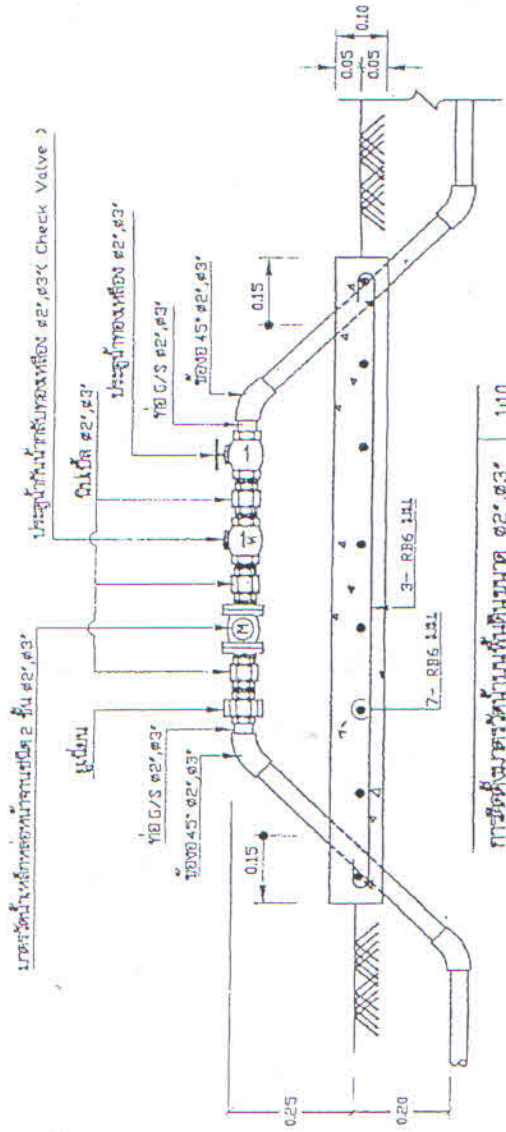 ประตูน้ำกันน้ำกลับทองเหลือง ø2",ø3"( Check Valve )
มาตรวัดน้ำเหล็กหล่อหน้าจานชนิด 2 ชั้น ø2",ø3"
นิปเปิ้ล ø2",ø3"
ประตูน้ำทองเหลือง ø2",ø3"
ยูเนี่ยน
ท่อ G/S ø2",ø3"
ข้องอ 45° ø2",ø3"
ท่อ G/S ø2",ø3"
ข้องอ 45° ø2",ø3"
M
0.25
0.20
0.15
0.15
0.05
0.05
0.10
7- RB6 มม.
3- RB6 มม.
การติดตั้งมาตรวัดน้ำบนพื้นดินขนาด ø2",ø3"
1:10